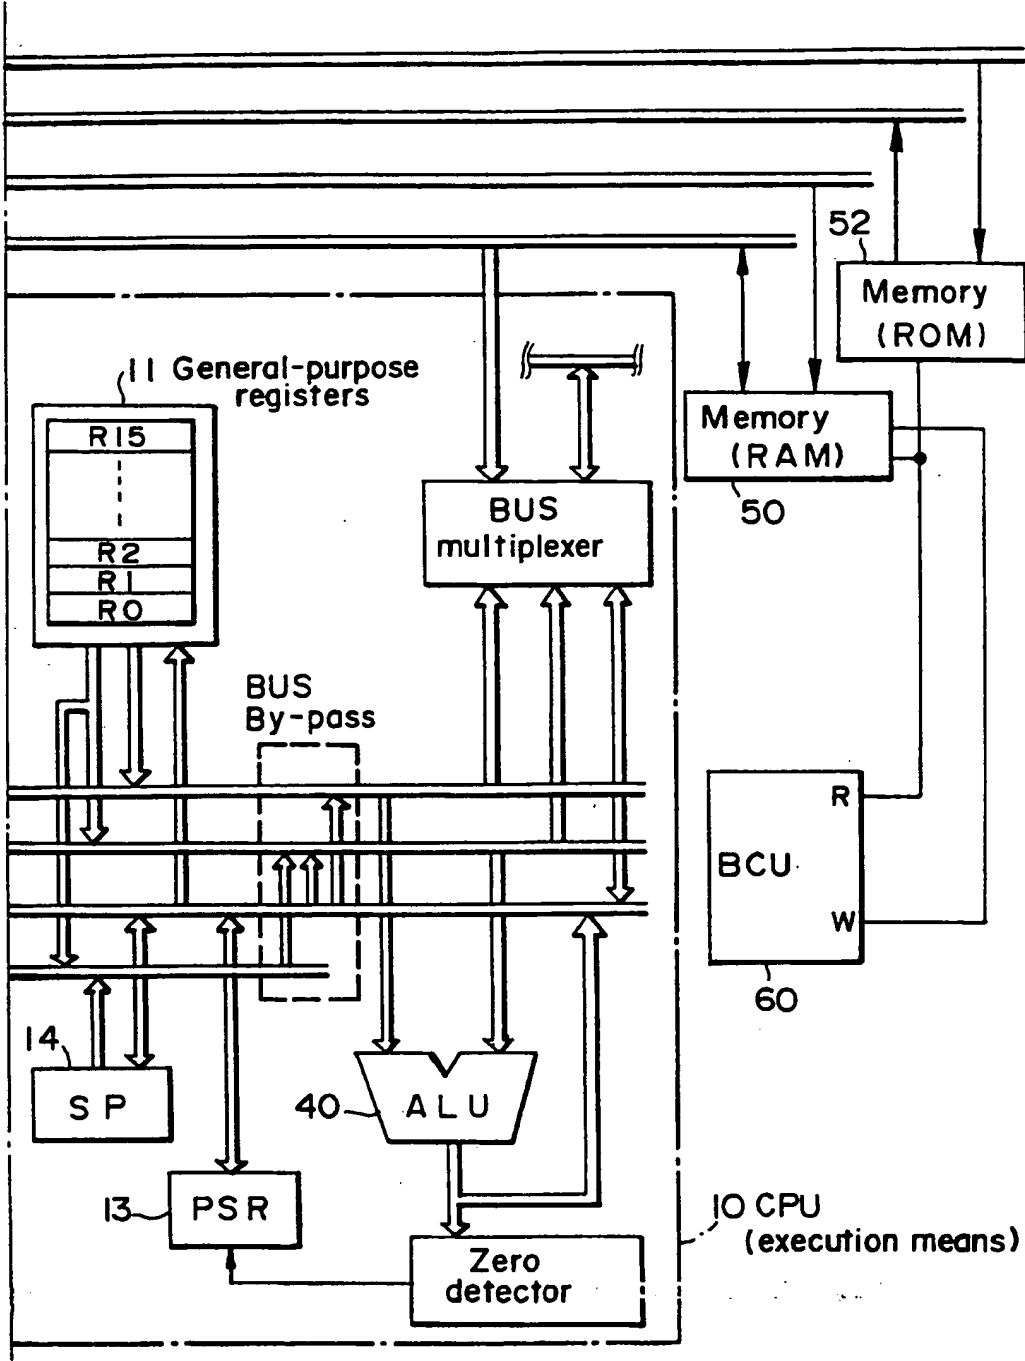 52
Memory
(ROM)
11 General-purpose
registers
R15
R2
R1
R0
Memory
(RAM)
50
BUS
multiplexer
BUS
By-pass
R
BCU
W
60
14
SP
40
ALU
13
PSR
10 CPU
(execution means)
Zero
detector